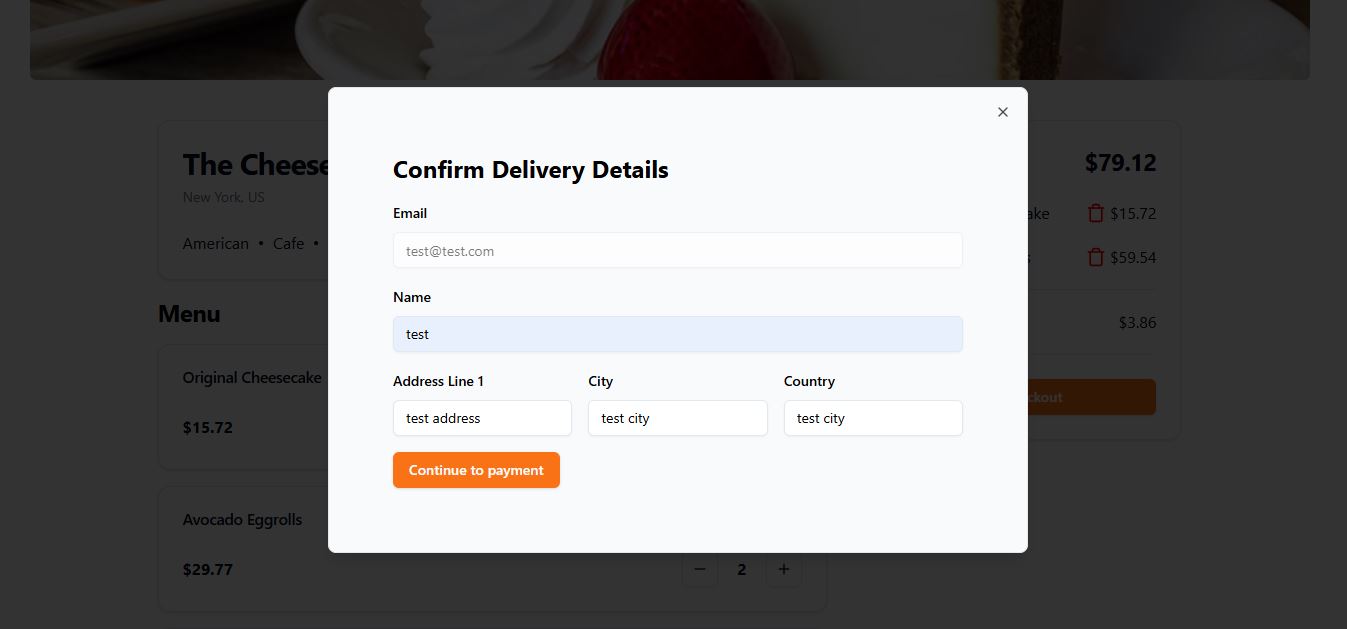 Confirm Delivery Details
Email
test@test.com
Name
test
Address Line 1 City Country
test address test city test city
Continue to payment
The Cheese
New York, US
American • Cafe •
Menu
Original Cheesecake
$15.72
Avocado Eggrolls
$29.77
− 2 +
$79.12
ake $15.72
s $59.54
$3.86
ckout